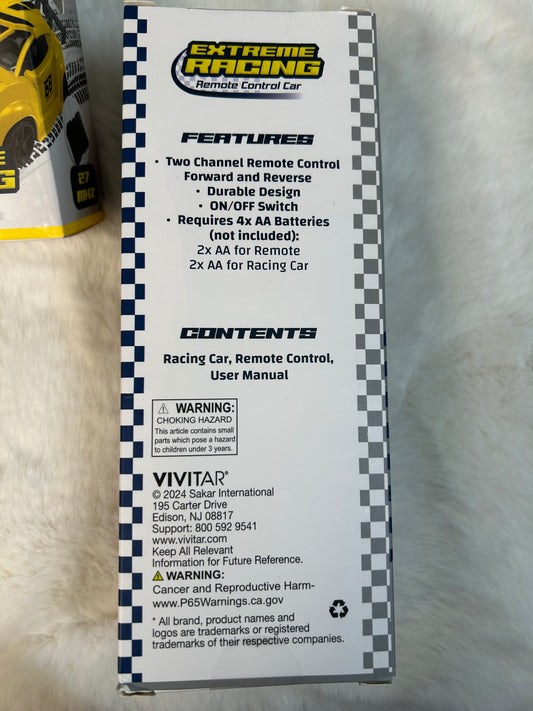 EXTREME
RACING
Remote Control Car
FEATURES
• Two Channel Remote Control
Forward and Reverse
• Durable Design
• ON/OFF Switch
• Requires 4x AA Batteries
(not included):
2x AA for Remote
2x AA for Racing Car
CONTENTS
Racing Car, Remote Control,
User Manual
⚠ WARNING:
CHOKING HAZARD
This article contains small
parts which pose a hazard
to children under 3 years.
VIVITAR®
© 2024 Sakar International
195 Carter Drive
Edison, NJ 08817
Support: 800 592 9541
www.vivitar.com
Keep All Relevant
Information for Future Reference.
⚠ WARNING:
Cancer and Reproductive Harm-
www.P65Warnings.ca.gov
* All brand, product names and
logos are trademarks or registered
trademarks of their respective companies.
27
MHZ